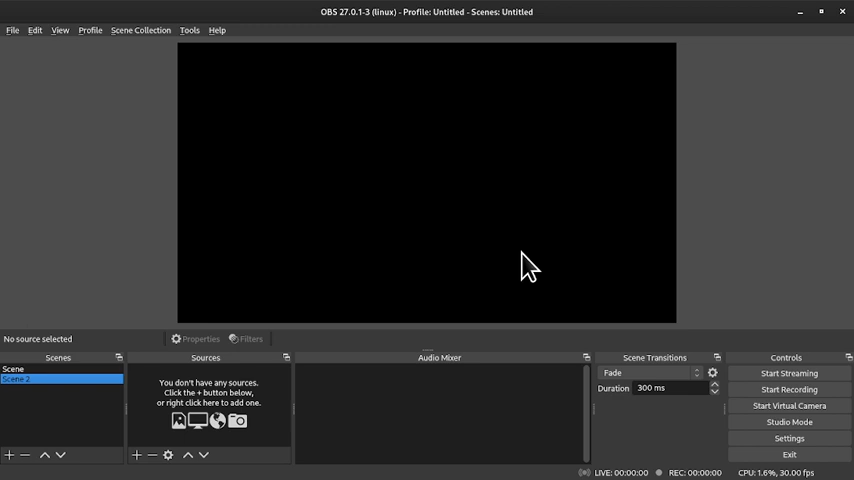 OBS 27.0.1-3 (linux) - Profile: Untitled - Scenes: Untitled
File Edit View Profile Scene Collection Tools Help
No source selected Properties Filters
Scenes Sources Audio Mixer Scene Transitions Controls
Scene
Scene 2
You don't have any sources.
Click the + button below,
or right click here to add one.
Fade
Duration 300 ms
Start Streaming
Start Recording
Start Virtual Camera
Studio Mode
Settings
Exit
LIVE: 00:00:00 REC: 00:00:00 CPU: 1.6%, 30.00 fps